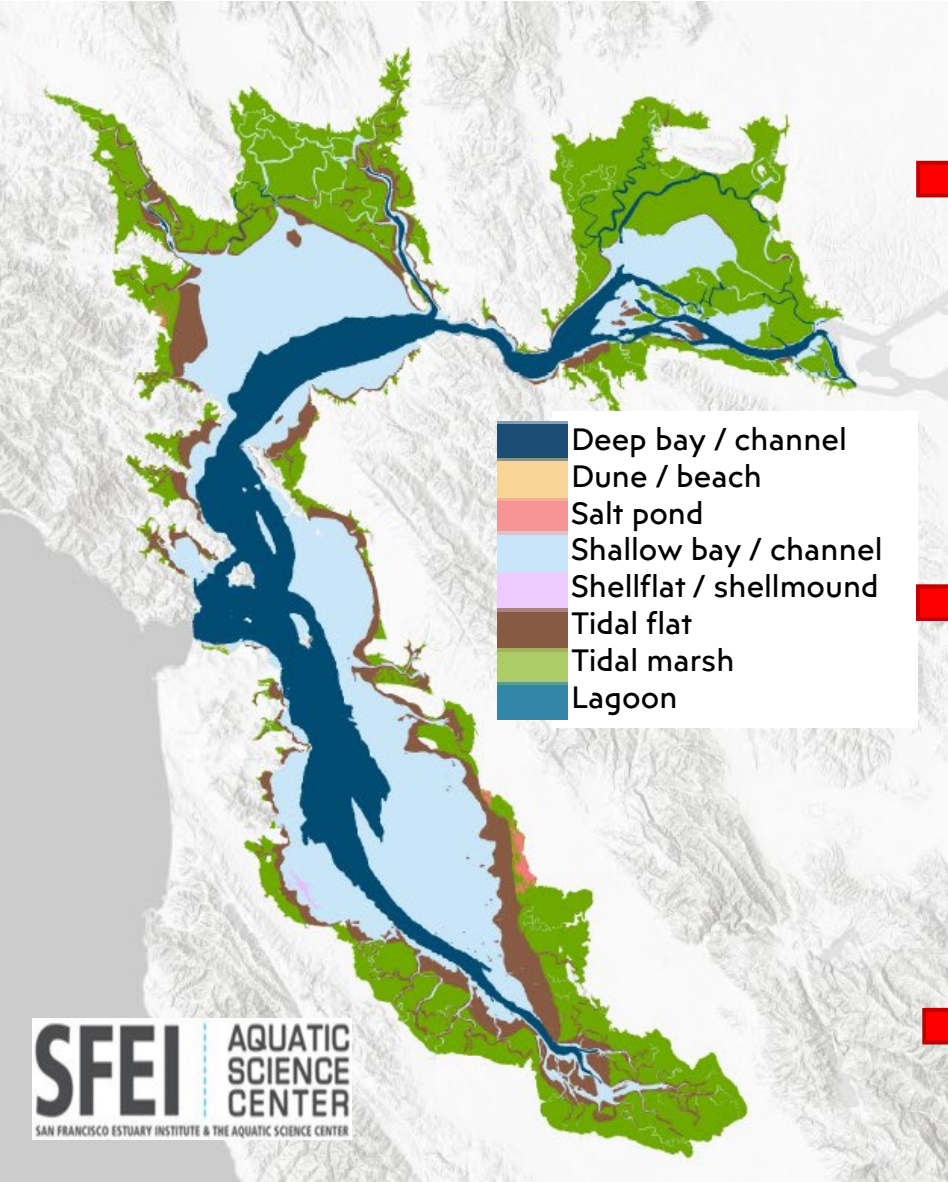 Deep bay / channel
Dune / beach
Salt pond
Shallow bay / channel
Shellflat / shellmound
Tidal flat
Tidal marsh
Lagoon
SFEI
AQUATIC
SCIENCE
CENTER
SAN FRANCISCO ESTUARY INSTITUTE & THE AQUATIC SCIENCE CENTER